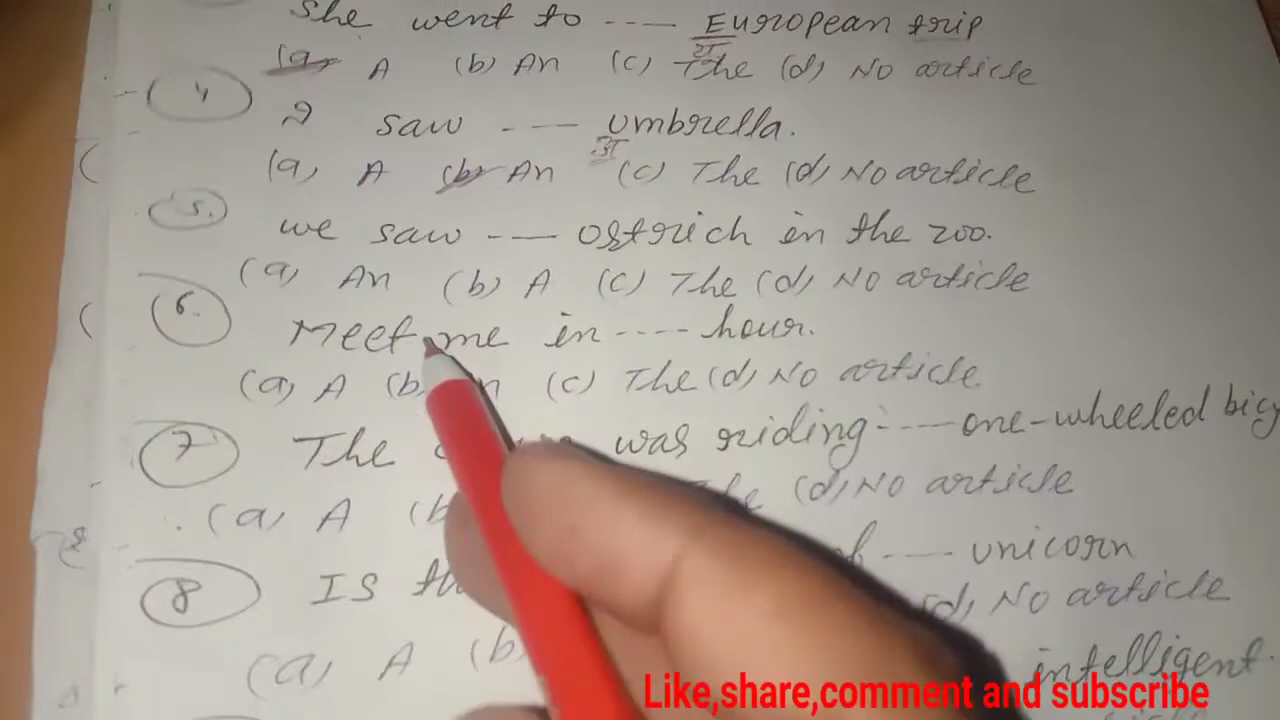 She went to ---- European trip
यू
(a) A (b) An (c) The (d) No article
4
I saw ---- umbrella.
अ
(a) A (b) An (c) The (d) No article
5.
we saw ---- ostrich in the zoo.
(a) An (b) A (c) The (d) No article
6.
Meet me in ---- hour.
(a) A (b) An (c) The (d) No article
7
The was riding ---- one-wheeled
(a) A (b (d) No article
8
Is ---- unicorn
(a) A (b (d) No article
intelligent.
Like,share,comment and subscribe